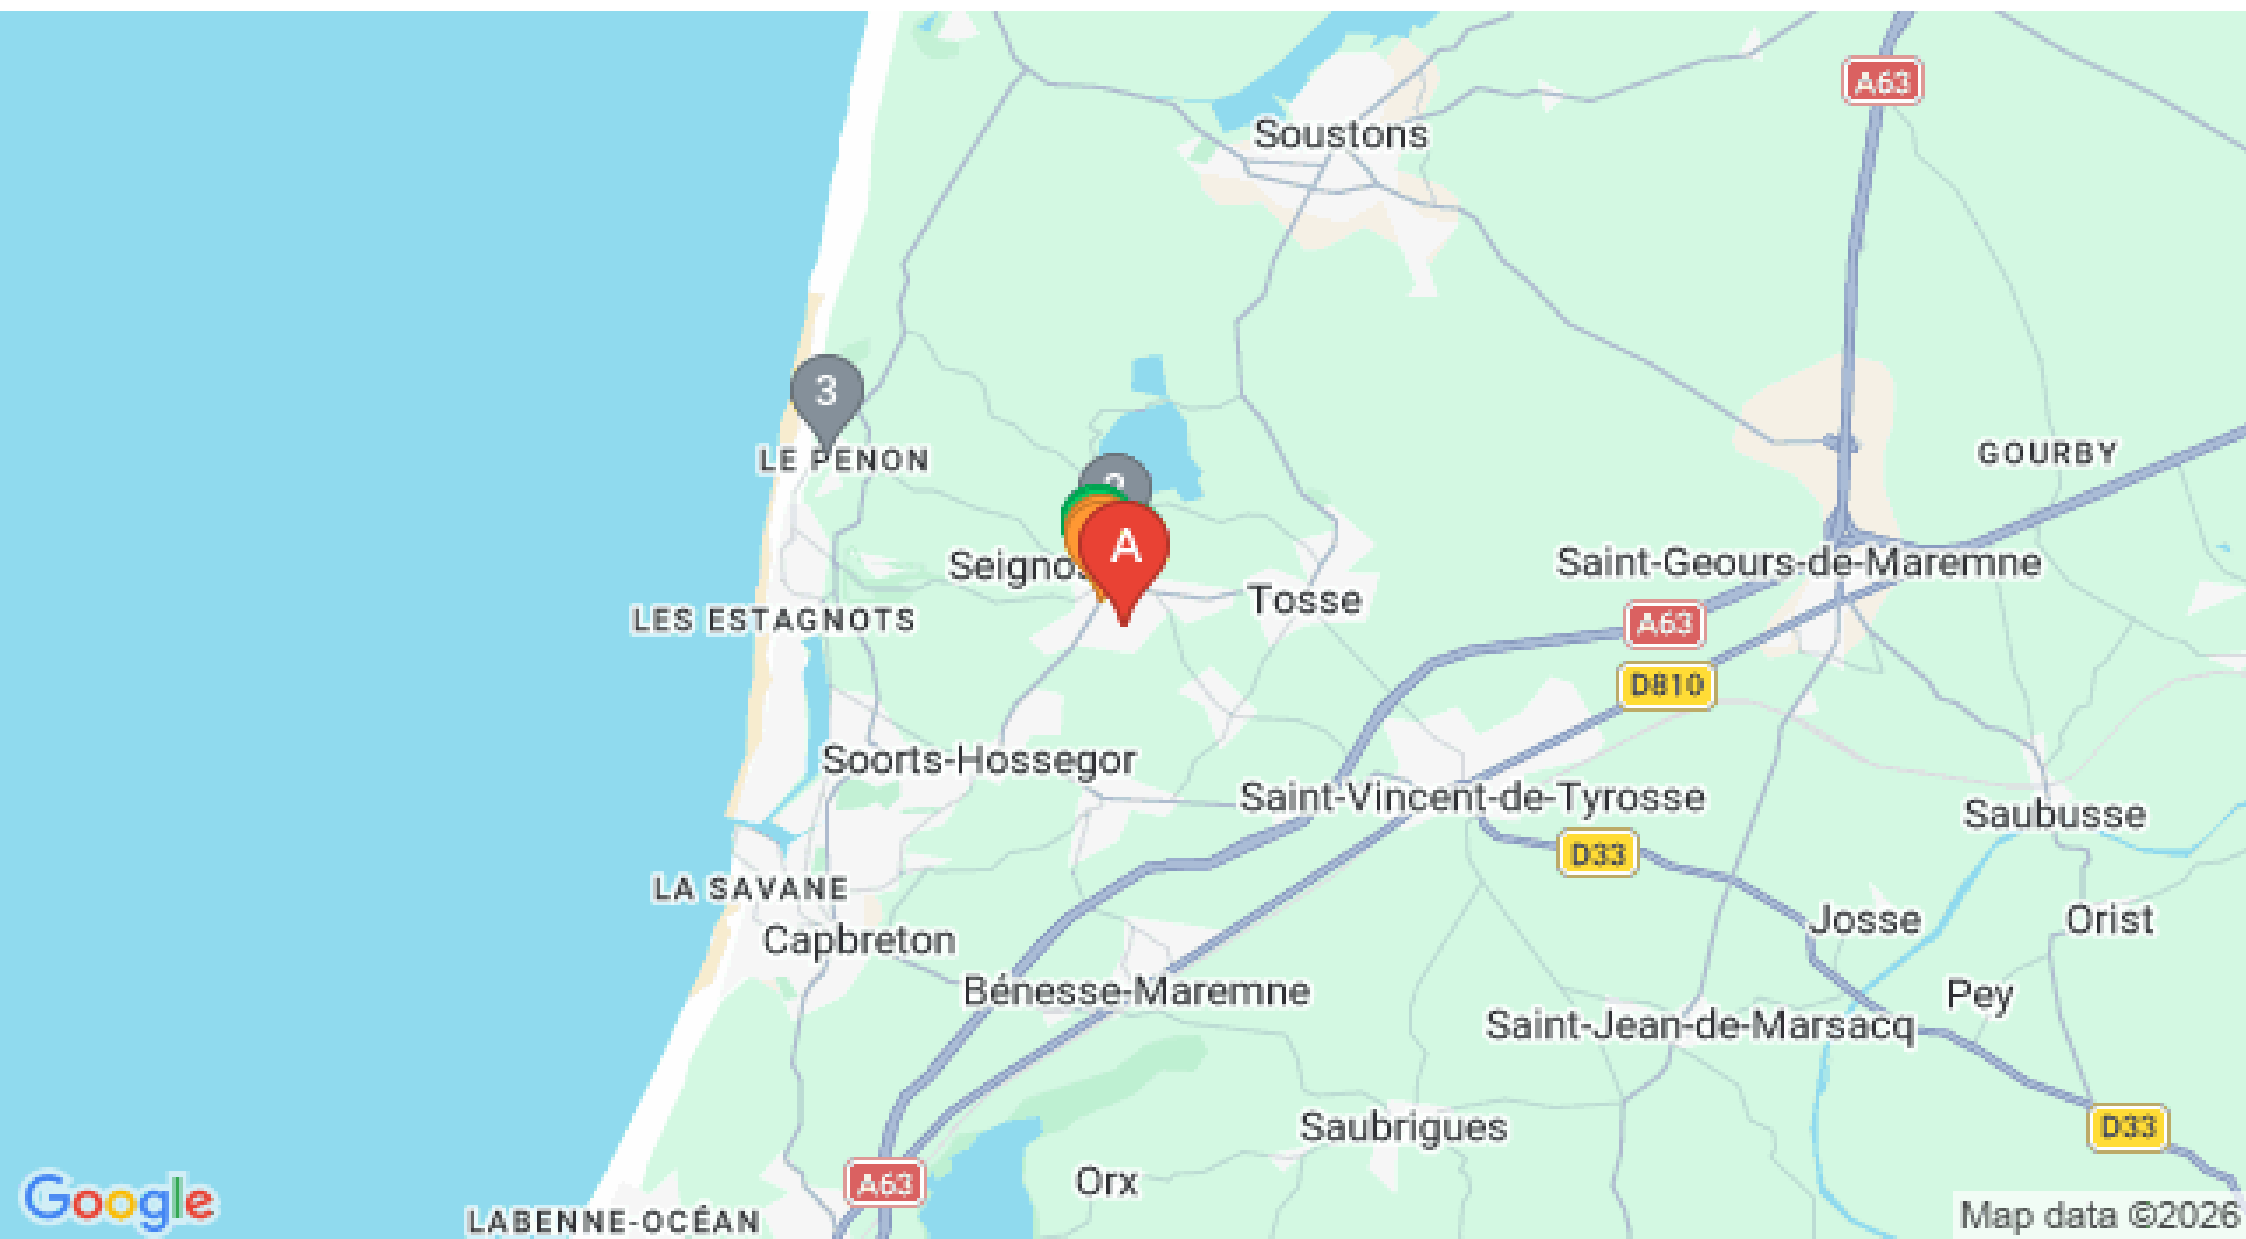 A63
Soustons
3
LE PENON
GOURBY
A
Saint-Geours-de-Maremne
Tosse
LES ESTAGNOTS
A63
D810
Soorts-Hossegor
Saint-Vincent-de-Tyrosse
Saubusse
D33
LA SAVANE
Josse
Orist
Capbreton
Bénesse-Maremne
Pey
Saint-Jean-de-Marsacq
Saubrigues
D33
Orx
A63
Google
LABENNE-OCÉAN
Map data ©2026